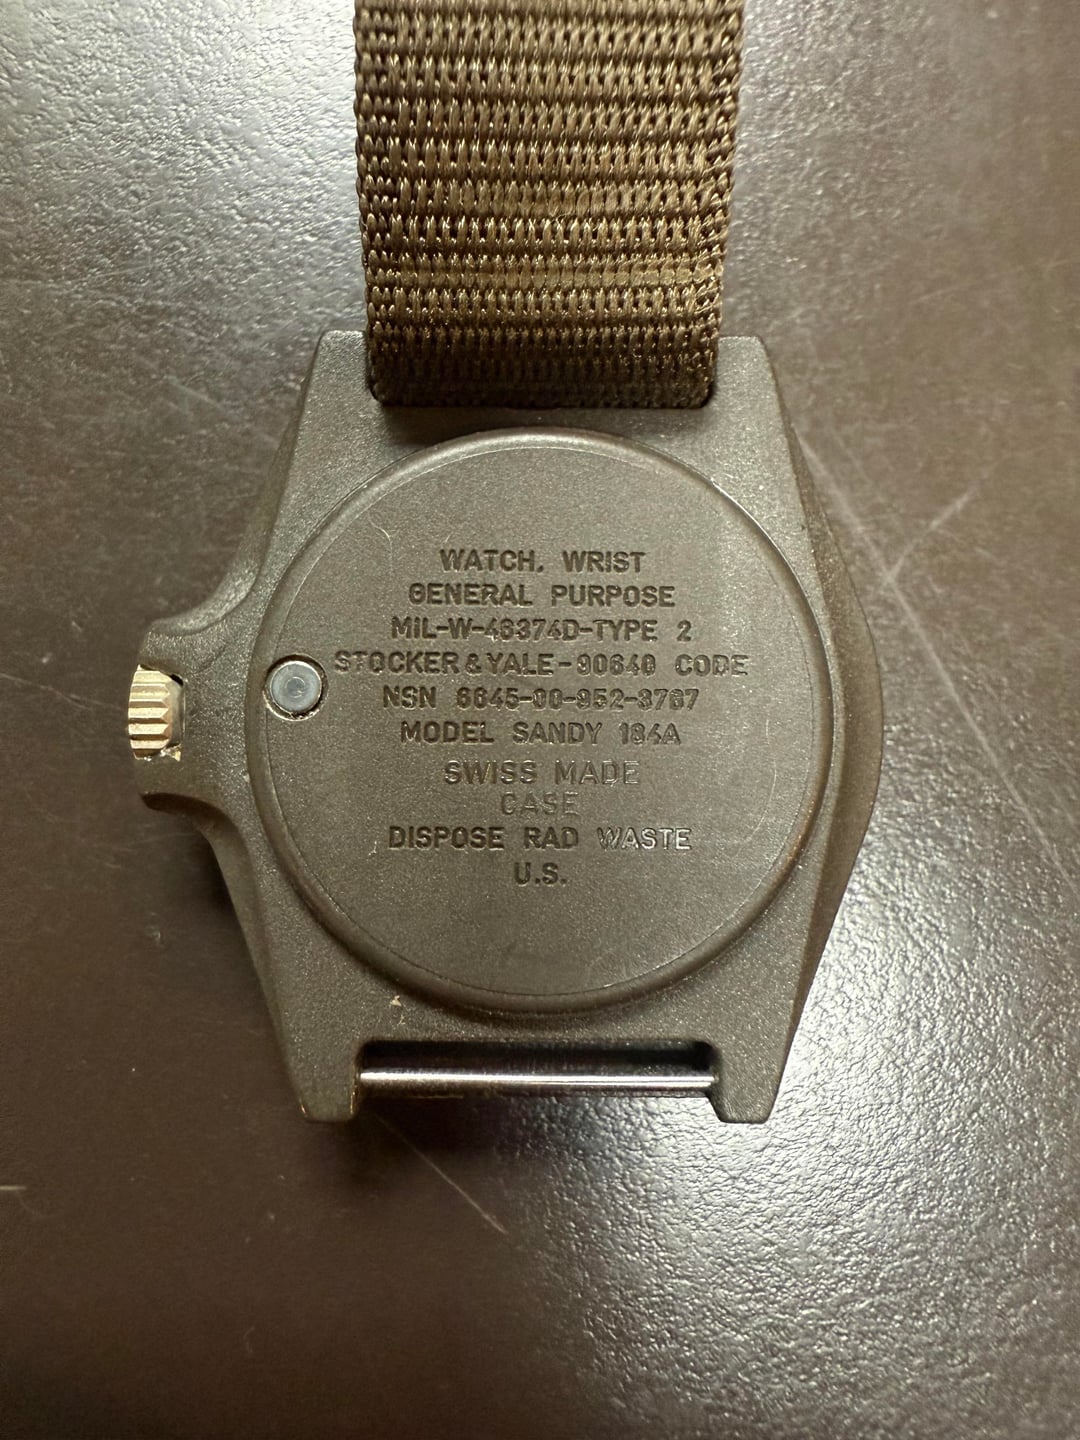 WATCH, WRIST
GENERAL PURPOSE
MIL-W-46374D-TYPE 2
STOCKER & YALE-90640 CODE
NSN 6645-00-952-3767
MODEL SANDY 184A
SWISS MADE
CASE
DISPOSE RAD WASTE
U.S.